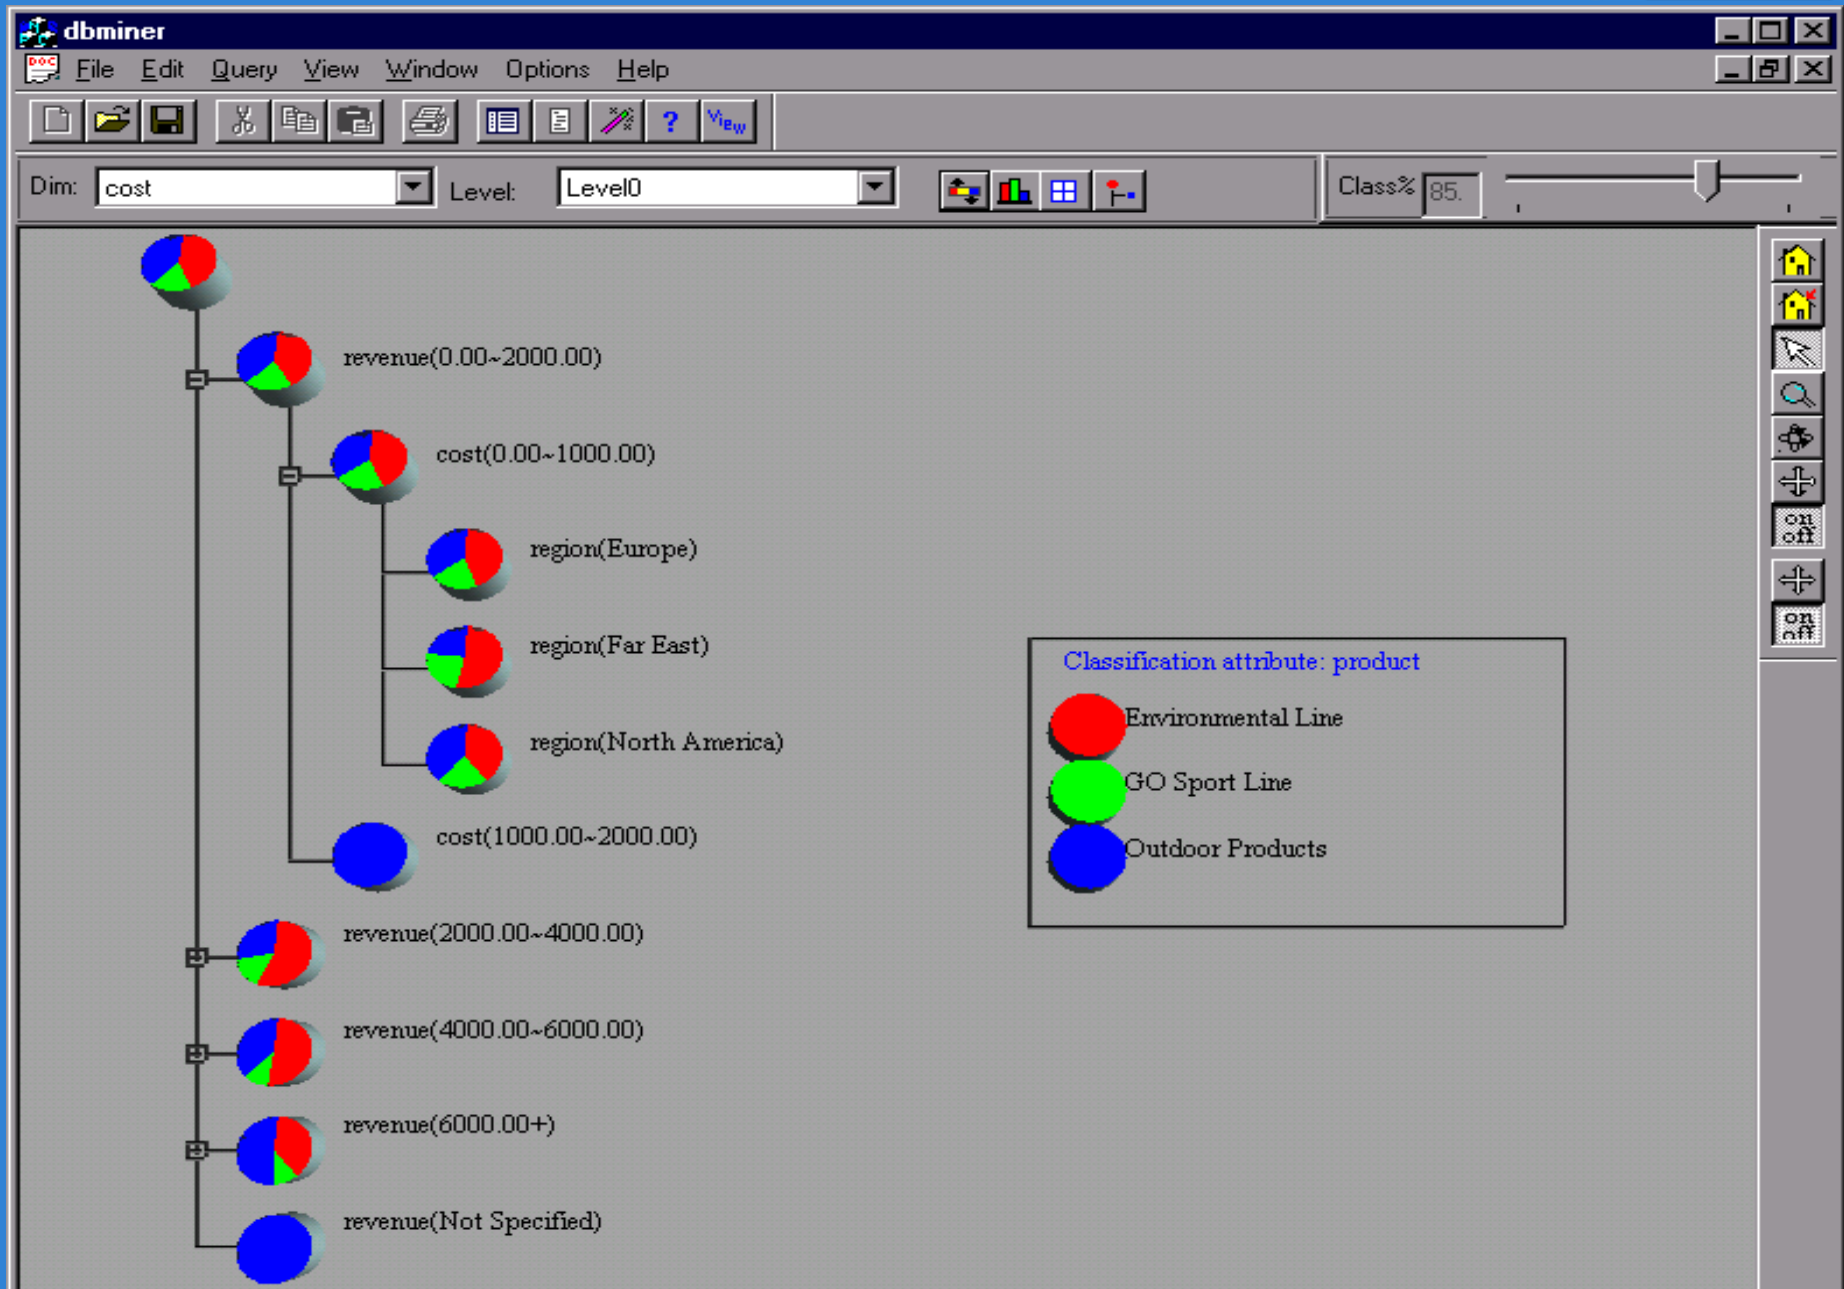 dbminer
DOC
File Edit Query View Window Options Help
? View
Dim: cost Level: Level0 Class% 85.
revenue(0.00~2000.00)
cost(0.00~1000.00)
region(Europe)
on
off
region(Far East)
on
off
region(North America)
Classification attribute: product
Environmental Line
GO Sport Line
Outdoor Products
cost(1000.00~2000.00)
revenue(2000.00~4000.00)
revenue(4000.00~6000.00)
revenue(6000.00+)
revenue(Not Specified)